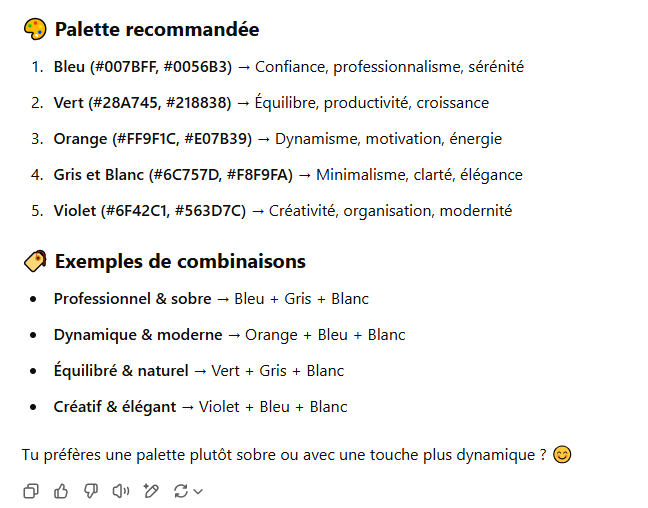 🎨 Palette recommandée
1. Bleu (#007BFF, #0056B3) → Confiance, professionnalisme, sérénité
2. Vert (#28A745, #218838) → Équilibre, productivité, croissance
3. Orange (#FF9F1C, #E07B39) → Dynamisme, motivation, énergie
4. Gris et Blanc (#6C757D, #F8F9FA) → Minimalisme, clarté, élégance
5. Violet (#6F42C1, #563D7C) → Créativité, organisation, modernité
🏷️ Exemples de combinaisons
• Professionnel & sobre → Bleu + Gris + Blanc
• Dynamique & moderne → Orange + Bleu + Blanc
• Équilibré & naturel → Vert + Gris + Blanc
• Créatif & élégant → Violet + Bleu + Blanc
Tu préfères une palette plutôt sobre ou avec une touche plus dynamique ? 😊